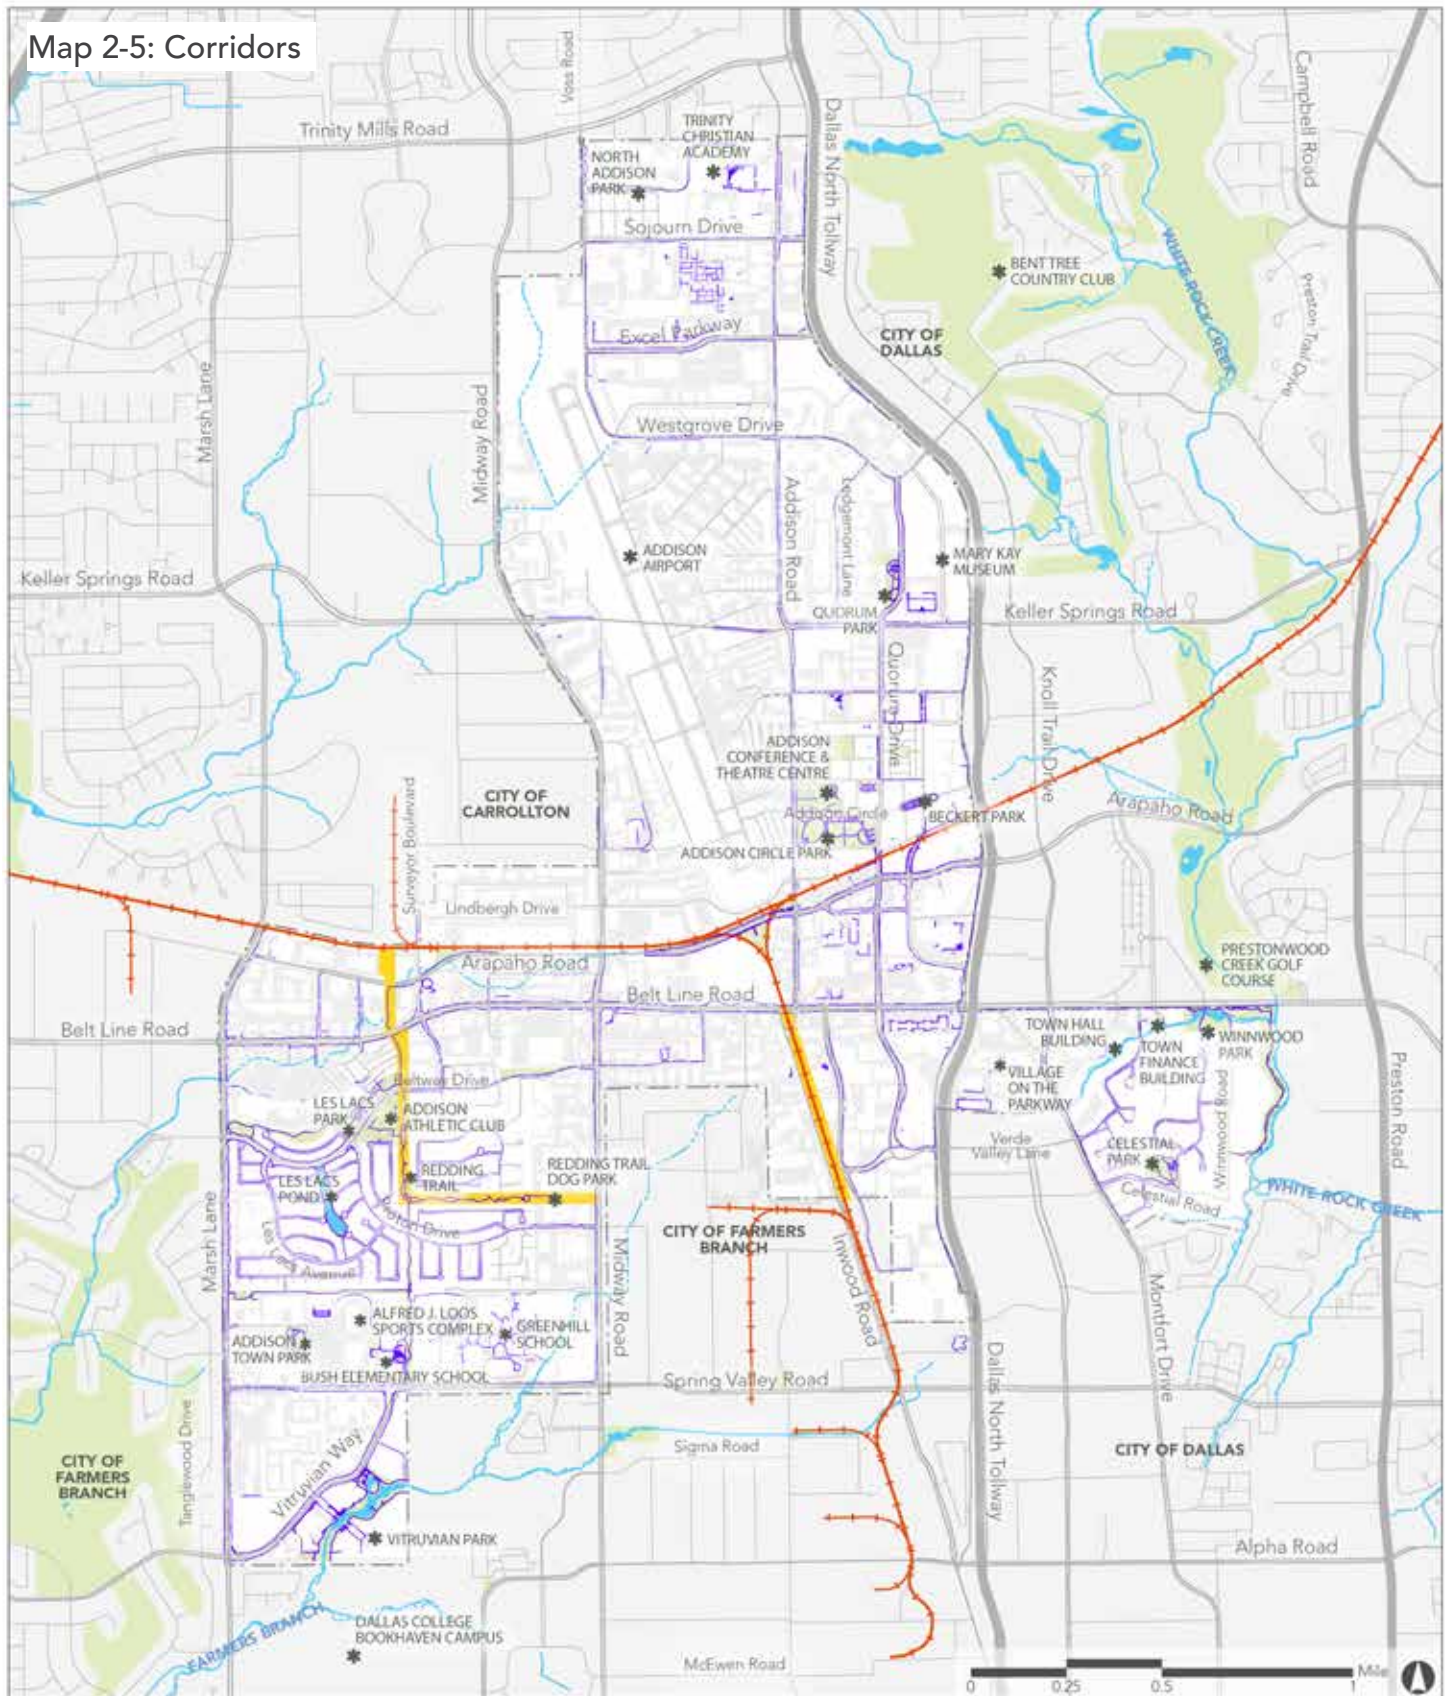 Map 2-5: Corridors
Voss Road
Campbell Road
Trinity Mills Road
Dallas North Tollway
TRINITY
CHRISTIAN
ACADEMY
NORTH
ADDISON
PARK
Sojourn Drive
WHITE ROCK CREEK
BENT TREE
COUNTRY CLUB
Preston Trail Drive
Excel Parkway
CITY OF
DALLAS
Marsh Lane
Midway Road
Westgrove Drive
Addison Road
Ledgemont Lane
ADDISON
AIRPORT
MARY KAY
MUSEUM
Keller Springs Road
QUORUM
PARK
Keller Springs Road
Quorum Drive
Knoll Trail Drive
ADDISON
CONFERENCE &
THEATRE CENTRE
CITY OF
CARROLLTON
Surveyor Boulevard
Addison Circle
BECKERT PARK
Arapaho Road
ADDISON CIRCLE PARK
Lindbergh Drive
PRESTONWOOD
CREEK GOLF
COURSE
Arapaho Road
Belt Line Road
Belt Line Road
TOWN HALL
BUILDING
TOWN
FINANCE
BUILDING
WINNWOOD
PARK
VILLAGE
ON THE
PARKWAY
Beltway Drive
LES LACS
PARK
ADDISON
ATHLETIC CLUB
Winnwood Road
Preston Road
Verde
Valley Lane
CELESTIAL
PARK
REDDING
TRAIL
REDDING TRAIL
DOG PARK
LES LACS
POND
Celestial Road
WHITE ROCK CREEK
Proton Drive
Marsh Lane
Les Lacs Avenue
CITY OF FARMERS
BRANCH
Midway Road
Inwood Road
Montfort Drive
ALFRED J. LOOS
SPORTS COMPLEX
GREENHILL
SCHOOL
ADDISON
TOWN PARK
BUSH ELEMENTARY SCHOOL
Spring Valley Road
Dallas North Tollway
Tanglewood Drive
Vitruvian Way
Sigma Road
CITY OF DALLAS
CITY OF
FARMERS
BRANCH
VITRUVIAN PARK
Alpha Road
FARMERS BRANCH
DALLAS COLLEGE
BOOKHAVEN CAMPUS
McEwen Road
Mile
0 0.25 0.5 1